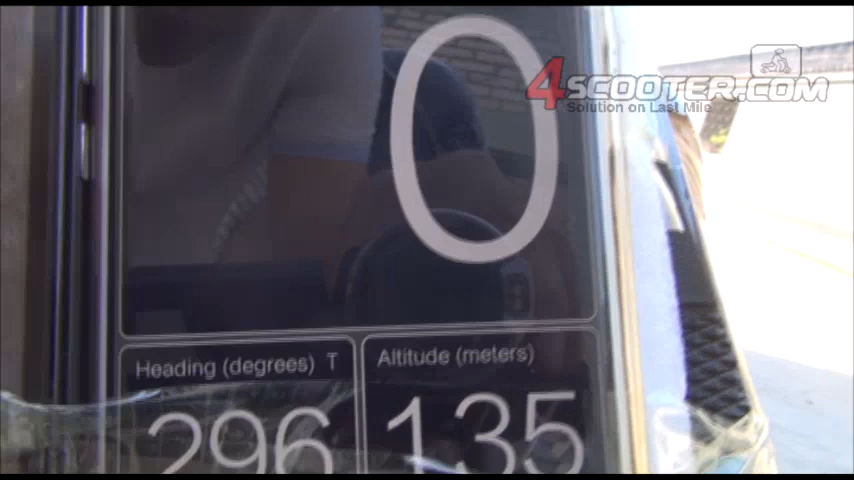 0
4SCOOTER.COM
Solution on Last Mile
Heading (degrees) T
Altitude (meters)
296
135